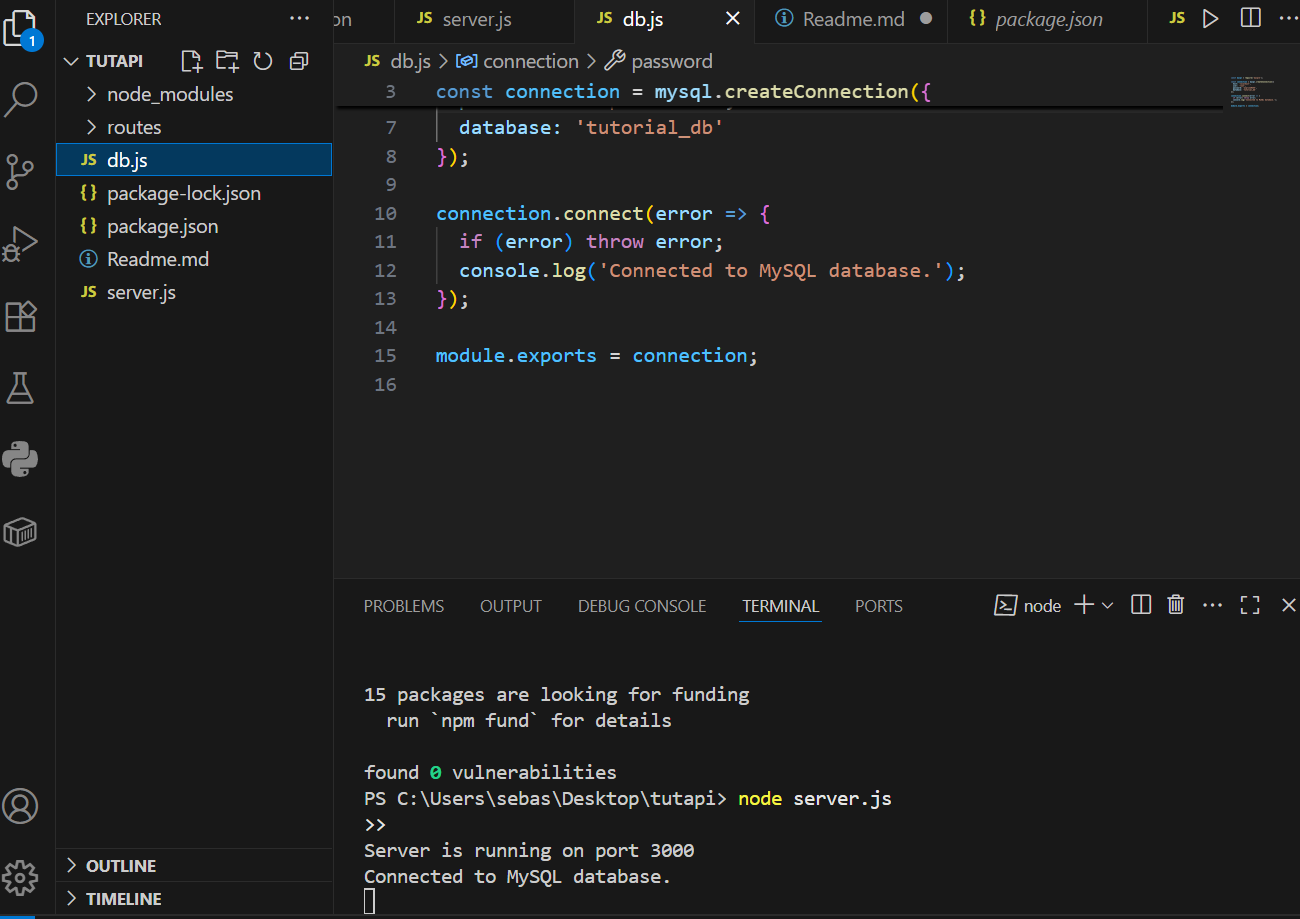 EXPLORER
1
TUTAPI
node_modules
routes
JS db.js
{} package-lock.json
{} package.json
Readme.md
JS server.js
OUTLINE
TIMELINE
on
JS server.js
JS db.js
Readme.md
{} package.json
JS
JS db.js > connection > password
3 const connection = mysql.createConnection({
7 database: 'tutorial_db'
8 });
9
10 connection.connect(error => {
11 if (error) throw error;
12 console.log('Connected to MySQL database.');
13 });
14
15 module.exports = connection;
16
PROBLEMS OUTPUT DEBUG CONSOLE TERMINAL PORTS
node
15 packages are looking for funding
run `npm fund` for details
found 0 vulnerabilities
PS C:\Users\sebas\Desktop\tutapi> node server.js
>>
Server is running on port 3000
Connected to MySQL database.